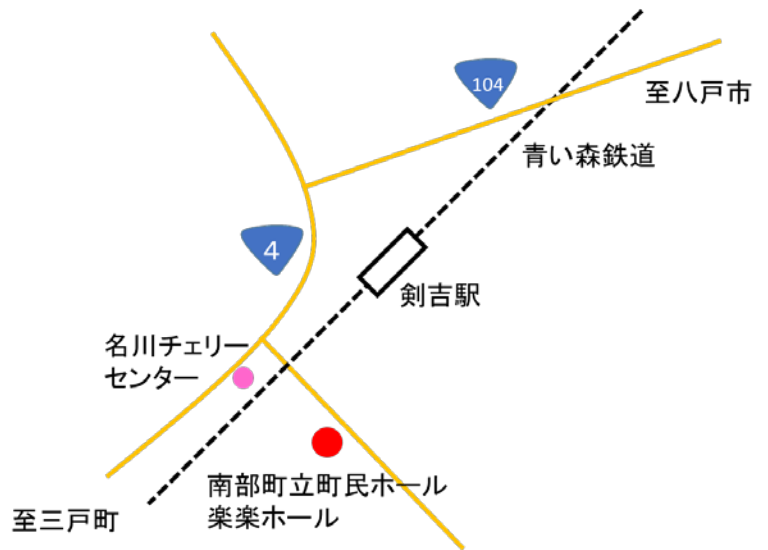 104
至八戸市
青い森鉄道
4
剣吉駅
名川チェリー
センター
南部町立町民ホール
楽楽ホール
至三戸町